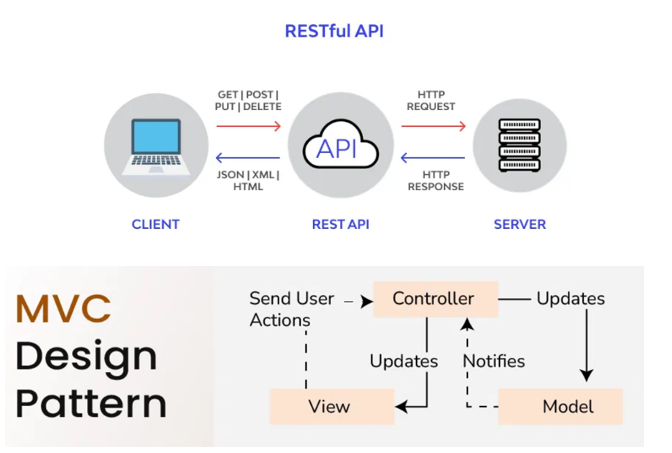 RESTful API
GET | POST |
PUT | DELETE
HTTP
REQUEST
API
JSON | XML |
HTML
HTTP
RESPONSE
CLIENT
REST API
SERVER
MVC
Design
Pattern
Send User
Actions
Controller
Updates
Updates
Notifies
View
Model